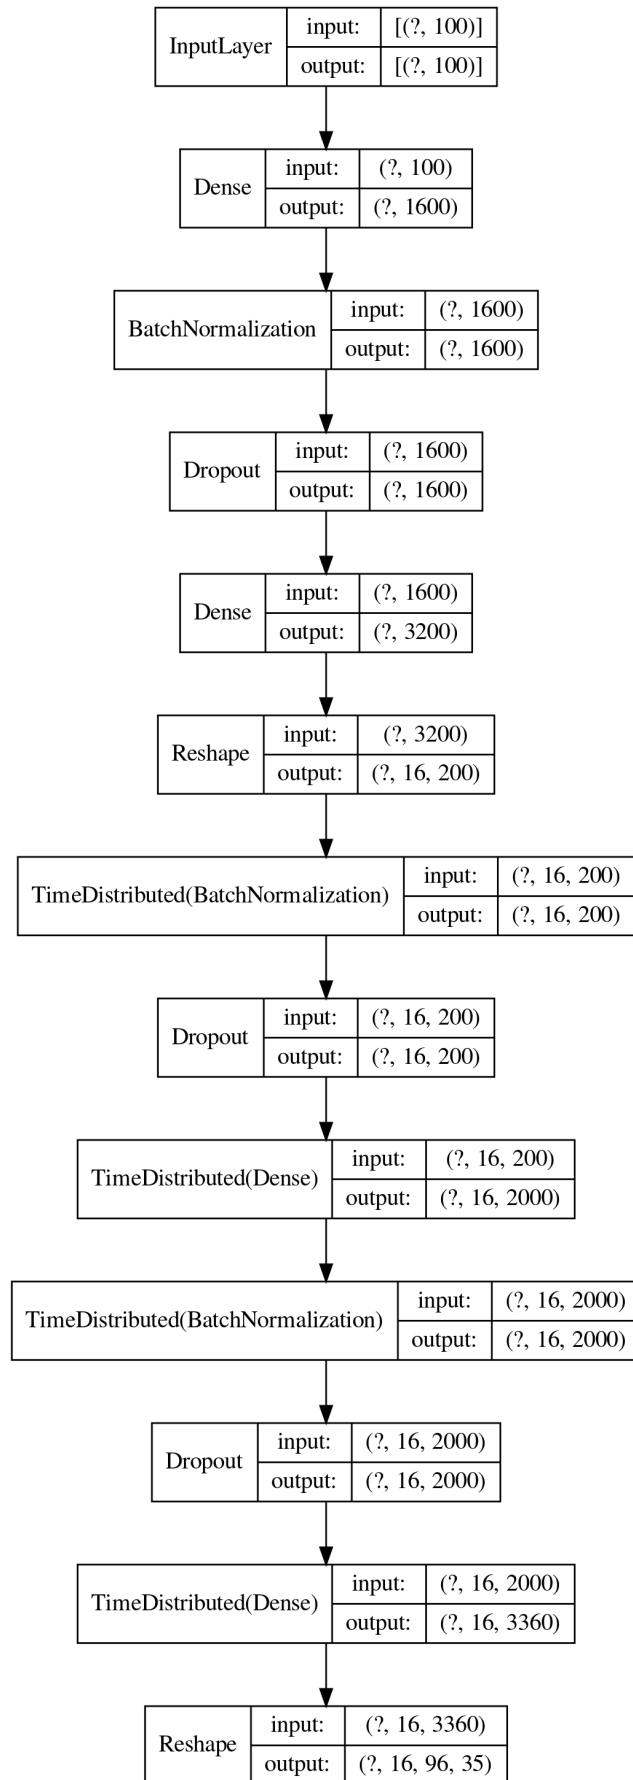 InputLayer input: [(?, 100)]
output: [(?, 100)]
Dense input: (?, 100)
output: (?, 1600)
BatchNormalization input: (?, 1600)
output: (?, 1600)
Dropout input: (?, 1600)
output: (?, 1600)
Dense input: (?, 1600)
output: (?, 3200)
Reshape input: (?, 3200)
output: (?, 16, 200)
TimeDistributed(BatchNormalization) input: (?, 16, 200)
output: (?, 16, 200)
Dropout input: (?, 16, 200)
output: (?, 16, 200)
TimeDistributed(Dense) input: (?, 16, 200)
output: (?, 16, 2000)
TimeDistributed(BatchNormalization) input: (?, 16, 2000)
output: (?, 16, 2000)
Dropout input: (?, 16, 2000)
output: (?, 16, 2000)
TimeDistributed(Dense) input: (?, 16, 2000)
output: (?, 16, 3360)
Reshape input: (?, 16, 3360)
output: (?, 16, 96, 35)